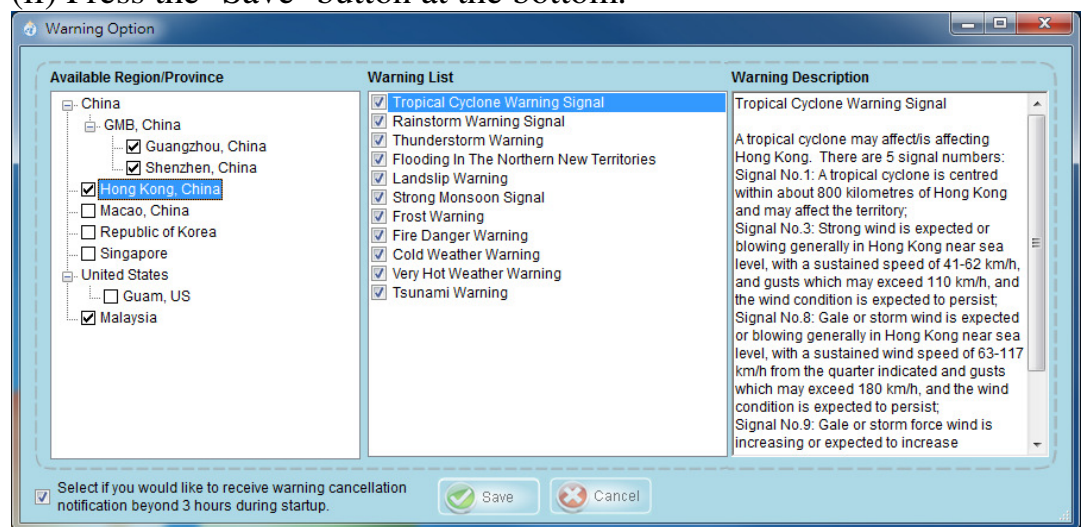 (ii) Press the "Save" button at the bottom.
Warning Option
Available Region/Province
China
GMB, China
Guangzhou, China
Shenzhen, China
Hong Kong, China
Macao, China
Republic of Korea
Singapore
United States
Guam, US
Malaysia
Warning List
Tropical Cyclone Warning Signal
Rainstorm Warning Signal
Thunderstorm Warning
Flooding In The Northern New Territories
Landslip Warning
Strong Monsoon Signal
Frost Warning
Fire Danger Warning
Cold Weather Warning
Very Hot Weather Warning
Tsunami Warning
Warning Description
Tropical Cyclone Warning Signal
A tropical cyclone may affect/is affecting
Hong Kong. There are 5 signal numbers:
Signal No.1: A tropical cyclone is centred
within about 800 kilometres of Hong Kong
and may affect the territory;
Signal No.3: Strong wind is expected or
blowing generally in Hong Kong near sea
level, with a sustained speed of 41-62 km/h,
and gusts which may exceed 110 km/h, and
the wind condition is expected to persist;
Signal No.8: Gale or storm wind is expected
or blowing generally in Hong Kong near sea
level, with a sustained wind speed of 63-117
km/h from the quarter indicated and gusts
which may exceed 180 km/h, and the wind
condition is expected to persist;
Signal No.9: Gale or storm force wind is
increasing or expected to increase
Select if you would like to receive warning cancellation
notification beyond 3 hours during startup.
Save
Cancel